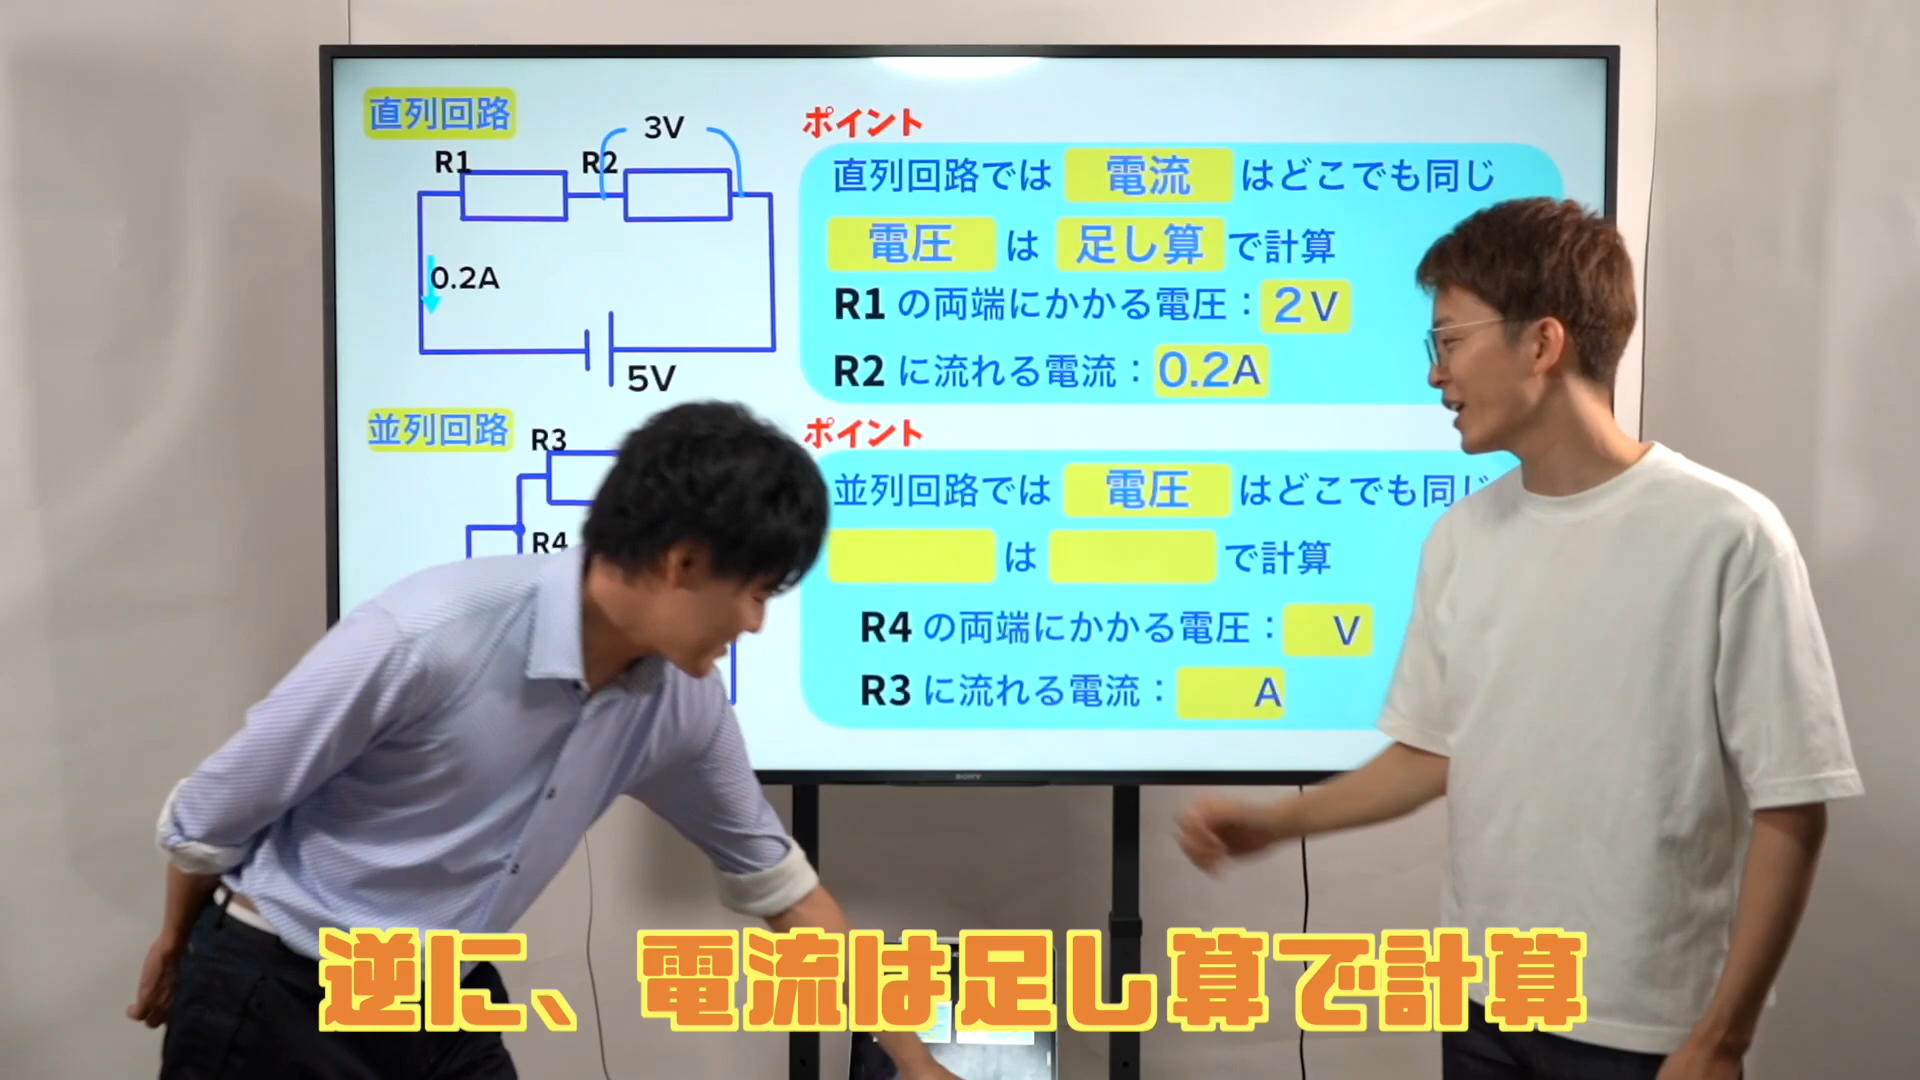 直列回路
3V
R1
R2
0.2A
5V
ポイント
直列回路では 電流 はどこでも同じ
電圧 は 足し算 で計算
R1 の両端にかかる電圧：2V
R2 に流れる電流：0.2A
並列回路
R3
R4
ポイント
並列回路では 電圧 はどこでも同じ
は で計算
R4 の両端にかかる電圧： V
R3 に流れる電流： A
SONY
逆に、電流は足し算で計算